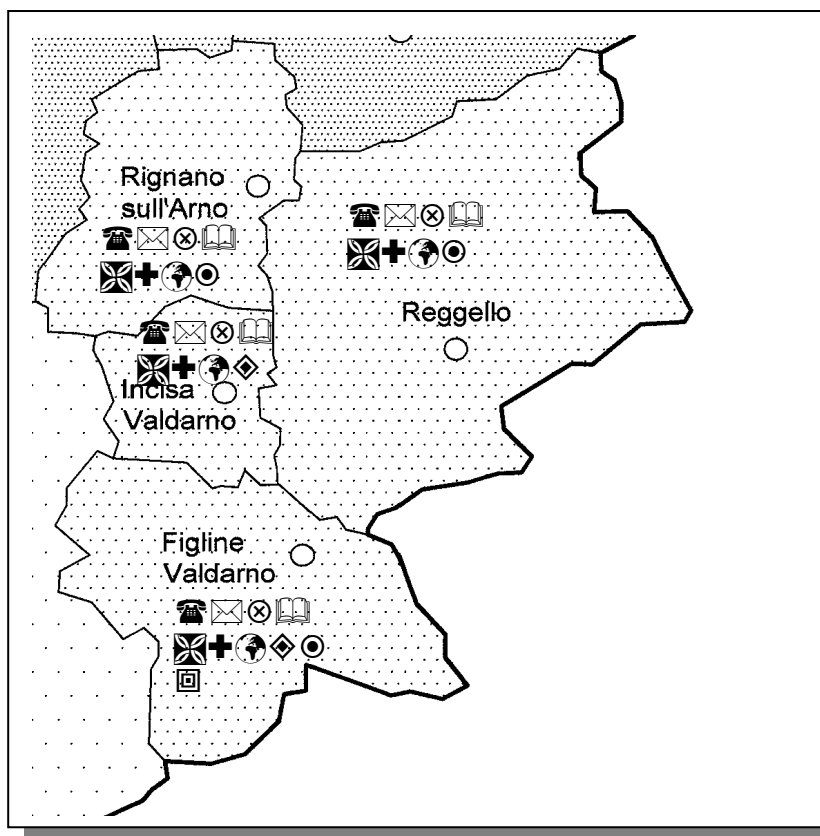 Rignano
sull'Arno
Reggello
Incisa
Valdarno
Figline
Valdarno